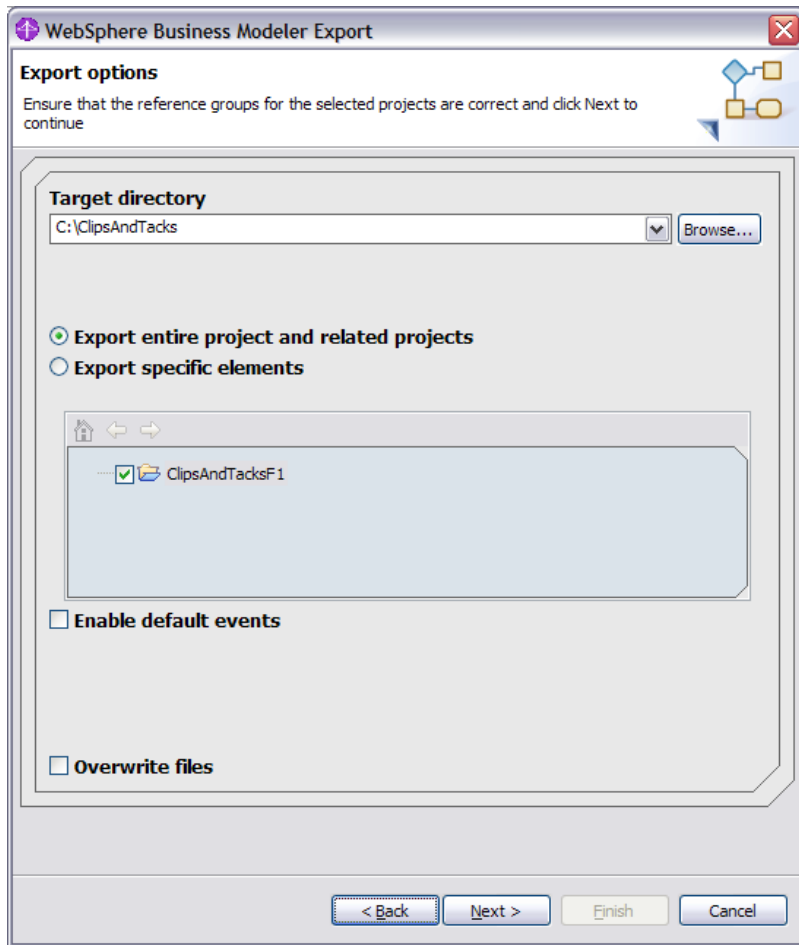 WebSphere Business Modeler Export
Export options
Ensure that the reference groups for the selected projects are correct and click Next to
continue
Target directory
C:\ClipsAndTacks
Browse...
Export entire project and related projects
Export specific elements
ClipsAndTacksF1
Enable default events
Overwrite files
< Back Next > Finish Cancel